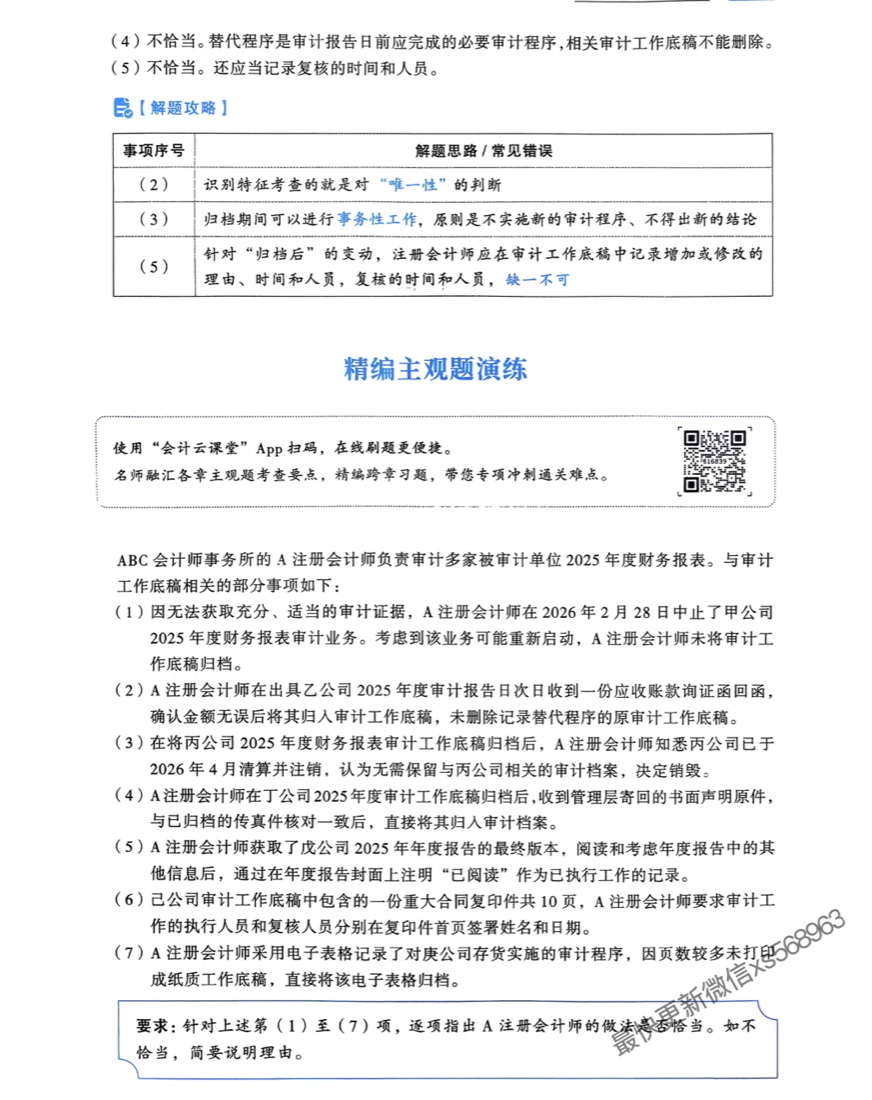 （4）不恰当。替代程序是审计报告日前应完成的必要审计程序，相关审计工作底稿不能删除。
（5）不恰当。还应当记录复核的时间和人员。
【解题攻略】
事项序号 解题思路/常见错误
（2） 识别特征考查的就是对“唯一性”的判断
（3） 归档期间可以进行事务性工作，原则是不实施新的审计程序、不得出新的结论
（5） 针对“归档后”的变动，注册会计师应在审计工作底稿中记录增加或修改的
理由、时间和人员，复核的时间和人员，缺一不可
精编主观题演练
使用“会计云课堂”App扫码，在线刷题更便捷。
名师融汇各章主观题考查要点，精编跨章习题，带您专项冲刺通关难点。
816839
ABC会计师事务所的A注册会计师负责审计多家被审计单位2025年度财务报表。与审计
工作底稿相关的部分事项如下：
（1）因无法获取充分、适当的审计证据，A注册会计师在2026年2月28日中止了甲公司
2025年度财务报表审计业务。考虑到该业务可能重新启动，A注册会计师未将审计工
作底稿归档。
（2）A注册会计师在出具乙公司2025年度审计报告日次日收到一份应收账款询证函回函，
确认金额无误后将其归入审计工作底稿，未删除记录替代程序的原审计工作底稿。
（3）在将丙公司2025年度财务报表审计工作底稿归档后，A注册会计师知悉丙公司已于
2026年4月清算并注销，认为无需保留与丙公司相关的审计档案，决定销毁。
（4）A注册会计师在丁公司2025年度审计工作底稿归档后，收到管理层寄回的书面声明原件，
与已归档的传真件核对一致后，直接将其归入审计档案。
（5）A注册会计师获取了戊公司2025年年度报告的最终版本，阅读和考虑年度报告中的其
他信息后，通过在年度报告封面上注明“已阅读”作为已执行工作的记录。
（6）己公司审计工作底稿中包含的一份重大合同复印件共10页，A注册会计师要求审计工
作的执行人员和复核人员分别在复印件首页签署姓名和日期。
（7）A注册会计师采用电子表格记录了对庚公司存货实施的审计程序，因页数较多未打印
成纸质工作底稿，直接将该电子表格归档。
要求：针对上述第（1）至（7）项，逐项指出A注册会计师的做法是否恰当。如不
恰当，简要说明理由。
最快更新微信xs568963